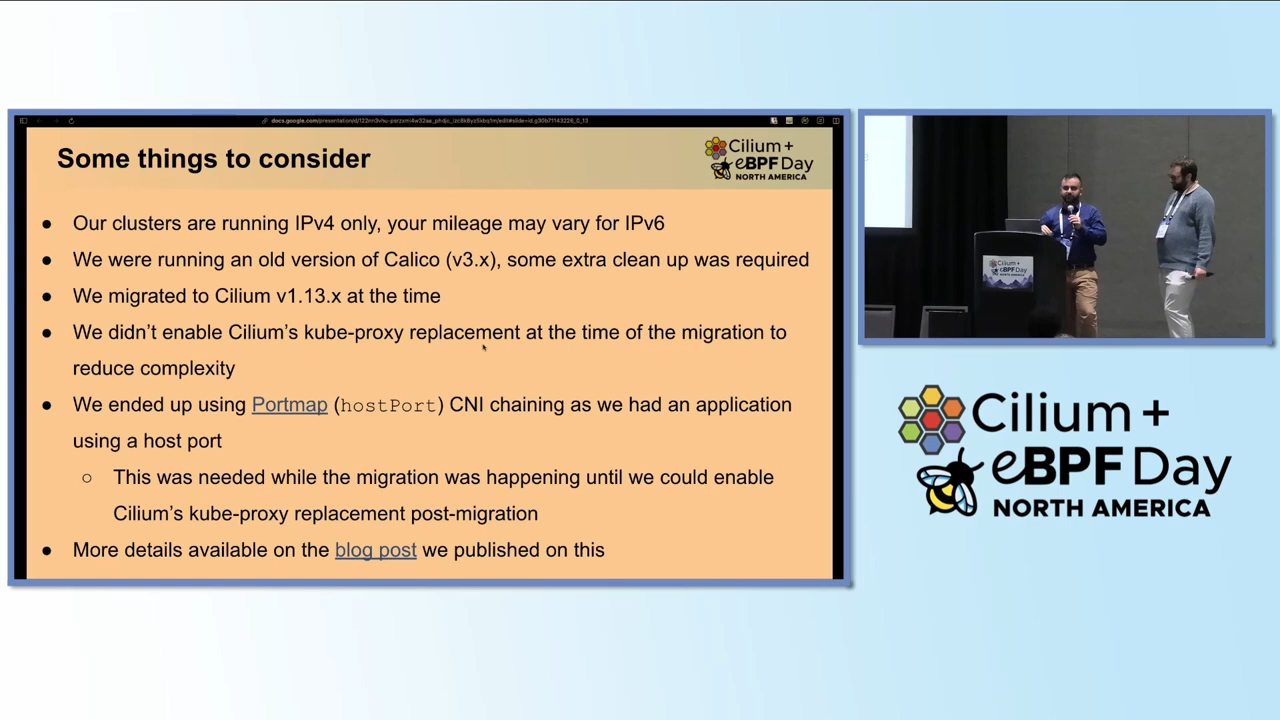 Some things to consider
Cilium +
eBPF Day
NORTH AMERICA
● Our clusters are running IPv4 only, your mileage may vary for IPv6
● We were running an old version of Calico (v3.x), some extra clean up was required
● We migrated to Cilium v1.13.x at the time
● We didn’t enable Cilium’s kube-proxy replacement at the time of the migration to
reduce complexity
● We ended up using Portmap (hostPort) CNI chaining as we had an application
using a host port
○ This was needed while the migration was happening until we could enable
Cilium’s kube-proxy replacement post-migration
● More details available on the blog post we published on this
Cilium +
eBPF Day
Cilium +
eBPF Day
NORTH AMERICA